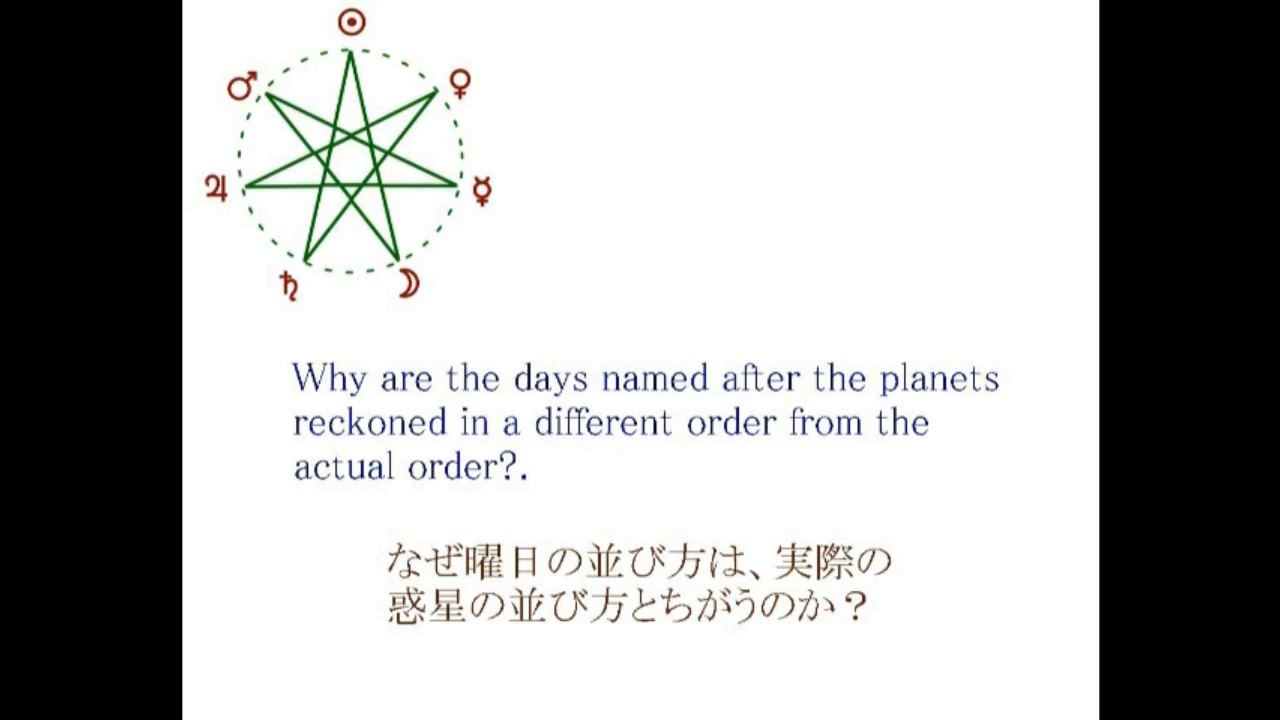 ☉
♂ ♀
♃ ☿
♄ ☽
Why are the days named after the planets
reckoned in a different order from the
actual order?.
なぜ曜日の並び方は、実際の
惑星の並び方とちがうのか？